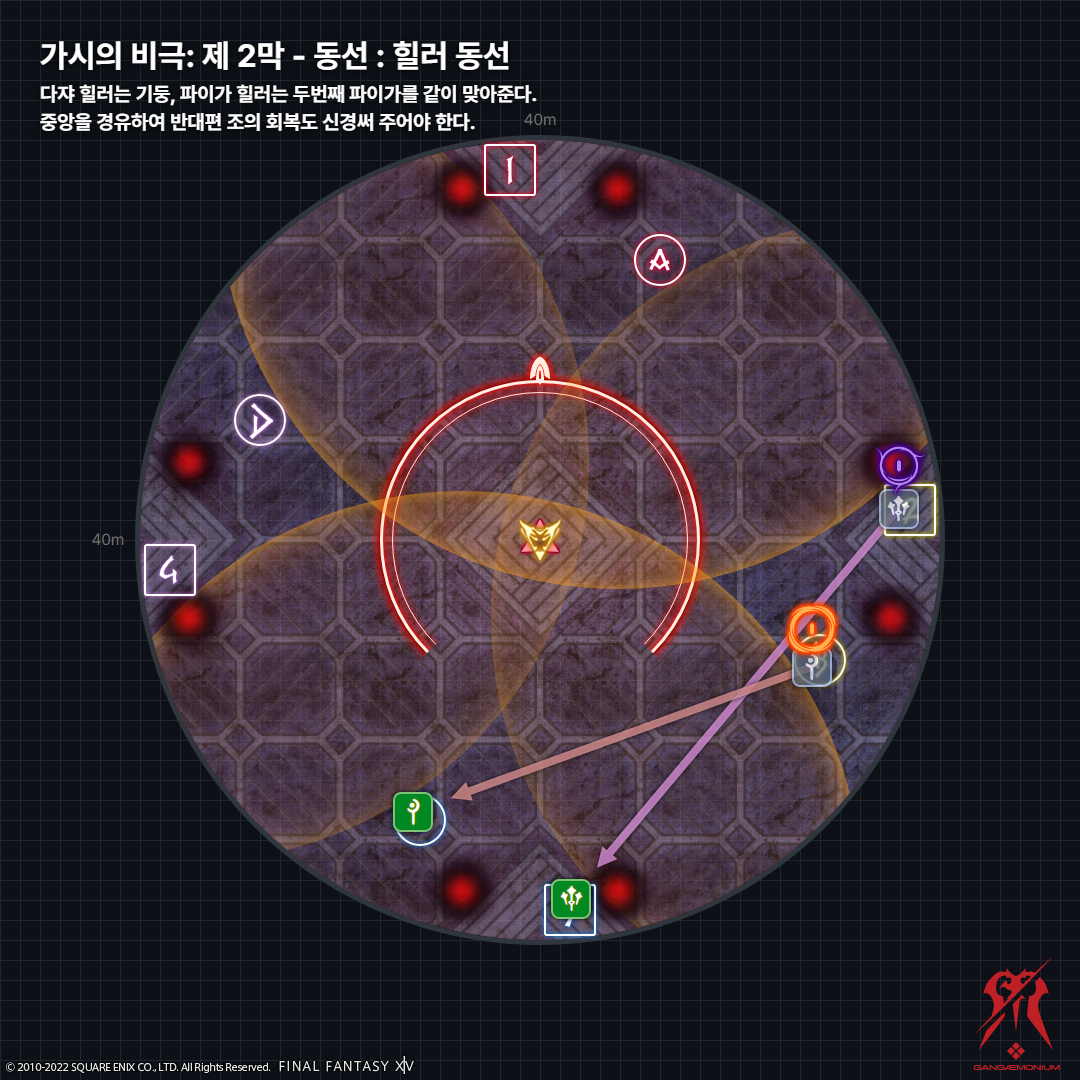 가시의 비극: 제 2막 - 동선 : 힐러 동선
다쟈 힐러는 기둥, 파이가 힐러는 두번째 파이가를 같이 맞아준다.
중앙을 경유하여 반대편 조의 회복도 신경써 주어야 한다.
40m
1
A
D
40m
4
© 2010-2022 SQUARE ENIX CO., LTD. All Rights Reserved. FINAL FANTASY XIV
GANGÆMONIUM